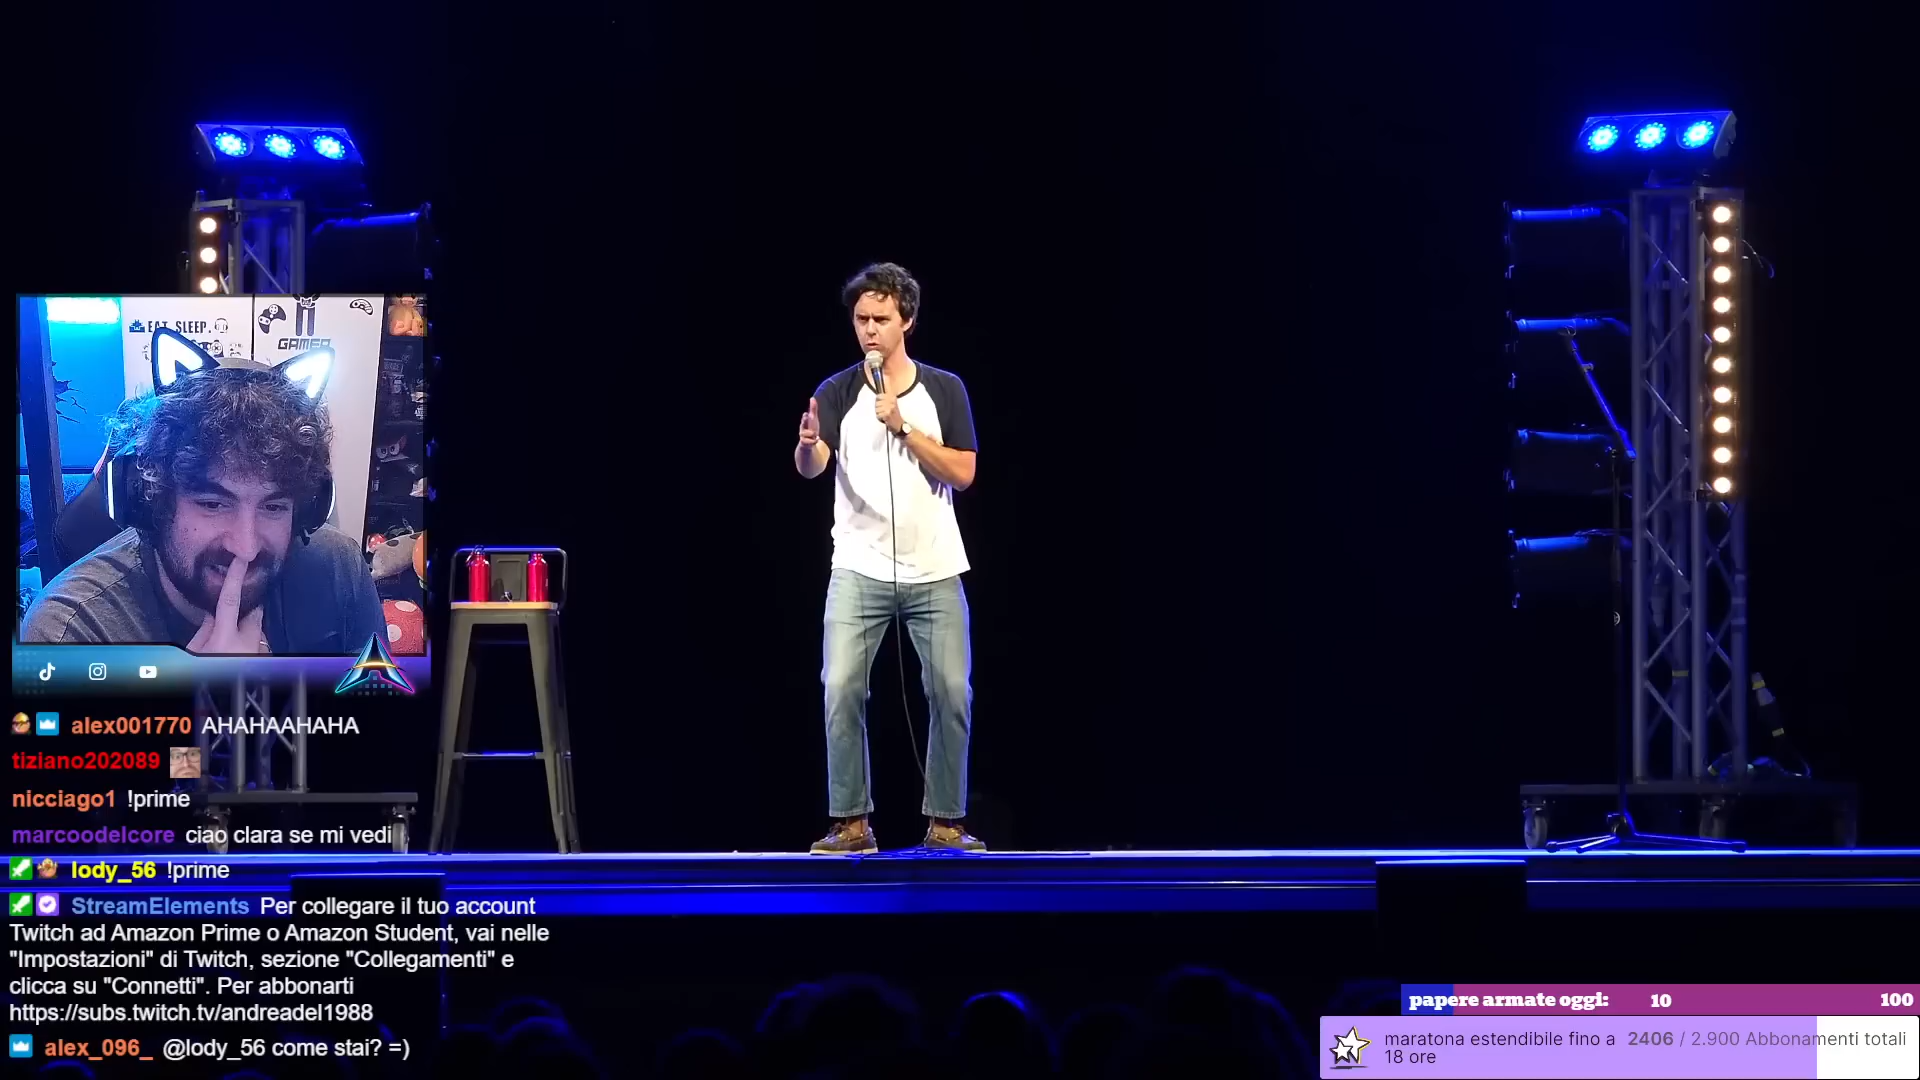 EAT. SLEEP.
GAMER
alex001770 AHAHAAHAHA
tiziano202089
nicciago1 !prime
marcoodelcore ciao clara se mi vedi
lody_56 !prime
StreamElements Per collegare il tuo account
Twitch ad Amazon Prime o Amazon Student, vai nelle
"Impostazioni" di Twitch, sezione "Collegamenti" e
clicca su "Connetti". Per abbonarti
https://subs.twitch.tv/andreadel1988
alex_096_ @lody_56 come stai? =)
papere armate oggi: 10 100
maratona estendibile fino a 2406 / 2.900 Abbonamenti totali
18 ore